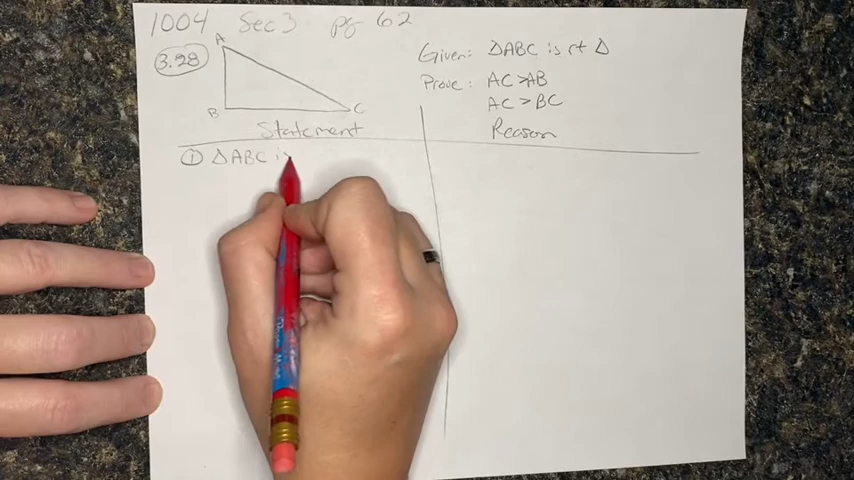 1004 Sec 3 pg 62
3.28
A
B
C
Given: △ABC is rt △
Prove: AC > AB
AC > BC
Statement
Reason
① △ABC is